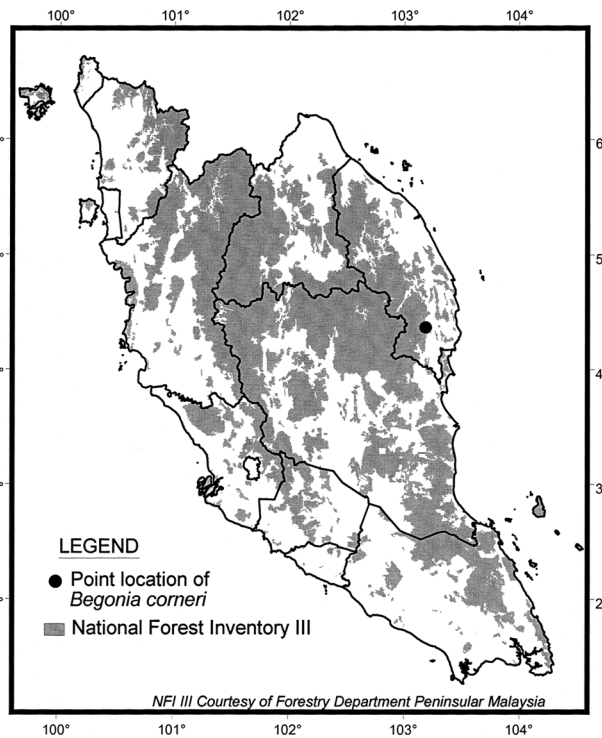 100° 101° 102° 103° 104°
6
5
4
3
2
LEGEND
Point location of
Begonia corneri
National Forest Inventory III
NFI III Courtesy of Forestry Department Peninsular Malaysia
100° 101° 102° 103° 104°